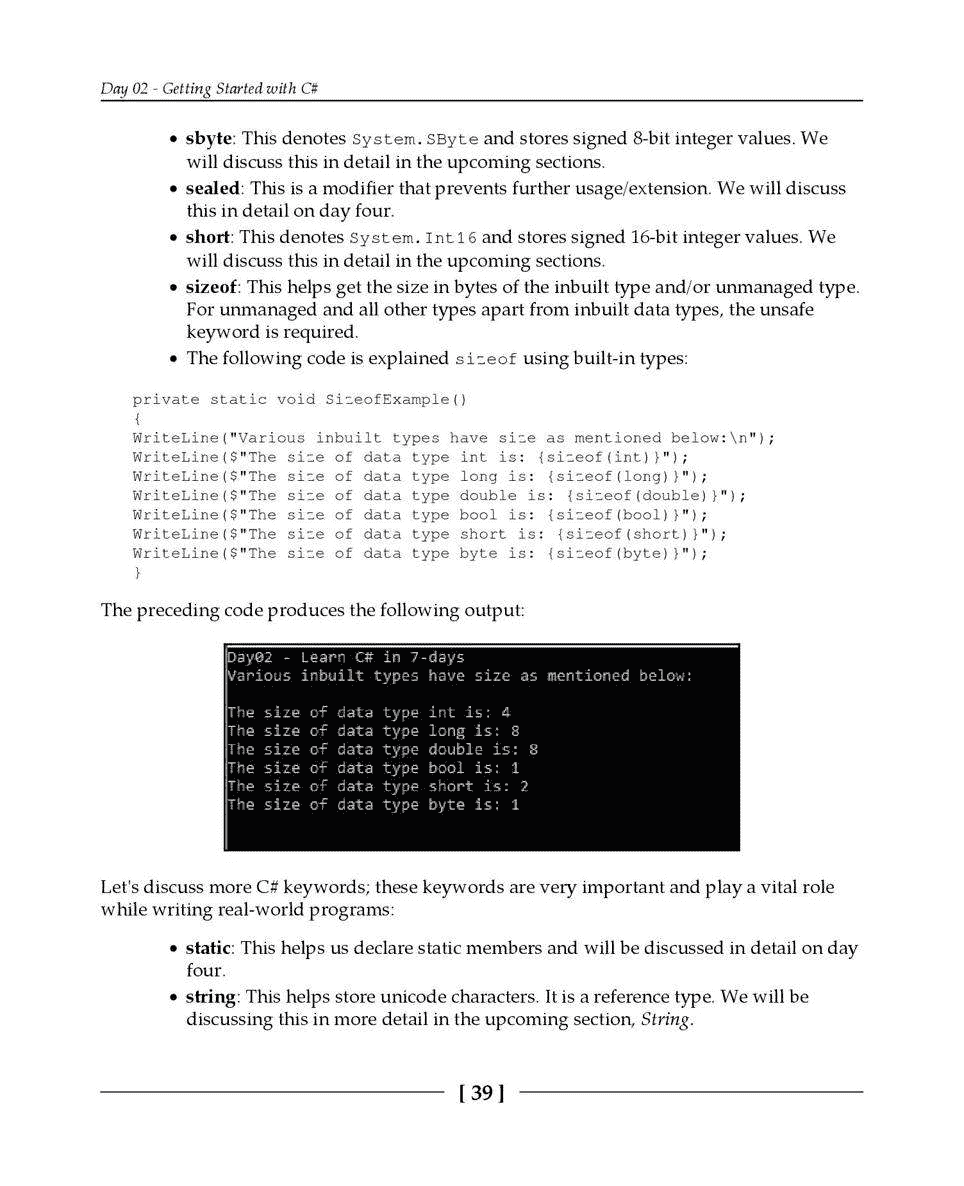 Day 02 - Getting Started with C#
• sbyte: This denotes System.SByte and stores signed 8-bit integer values. We
will discuss this in detail in the upcoming sections.
• sealed: This is a modifier that prevents further usage/extension. We will discuss
this in detail on day four.
• short: This denotes System.Int16 and stores signed 16-bit integer values. We
will discuss this in detail in the upcoming sections.
• sizeof: This helps get the size in bytes of the inbuilt type and/or unmanaged type.
For unmanaged and all other types apart from inbuilt data types, the unsafe
keyword is required.
• The following code is explained sizeof using built-in types:
private static void SizeofExample()
{
WriteLine("Various inbuilt types have size as mentioned below:\n");
WriteLine($"The size of data type int is: {sizeof(int)}");
WriteLine($"The size of data type long is: {sizeof(long)}");
WriteLine($"The size of data type double is: {sizeof(double)}");
WriteLine($"The size of data type bool is: {sizeof(bool)}");
WriteLine($"The size of data type short is: {sizeof(short)}");
WriteLine($"The size of data type byte is: {sizeof(byte)}");
}
The preceding code produces the following output:
Day02 - Learn C# in 7-days
Various inbuilt types have size as mentioned below:
The size of data type int is: 4
The size of data type long is: 8
The size of data type double is: 8
The size of data type bool is: 1
The size of data type short is: 2
The size of data type byte is: 1
Let's discuss more C# keywords; these keywords are very important and play a vital role
while writing real-world programs:
• static: This helps us declare static members and will be discussed in detail on day
four.
• string: This helps store unicode characters. It is a reference type. We will be
discussing this in more detail in the upcoming section, String.
[ 39 ]